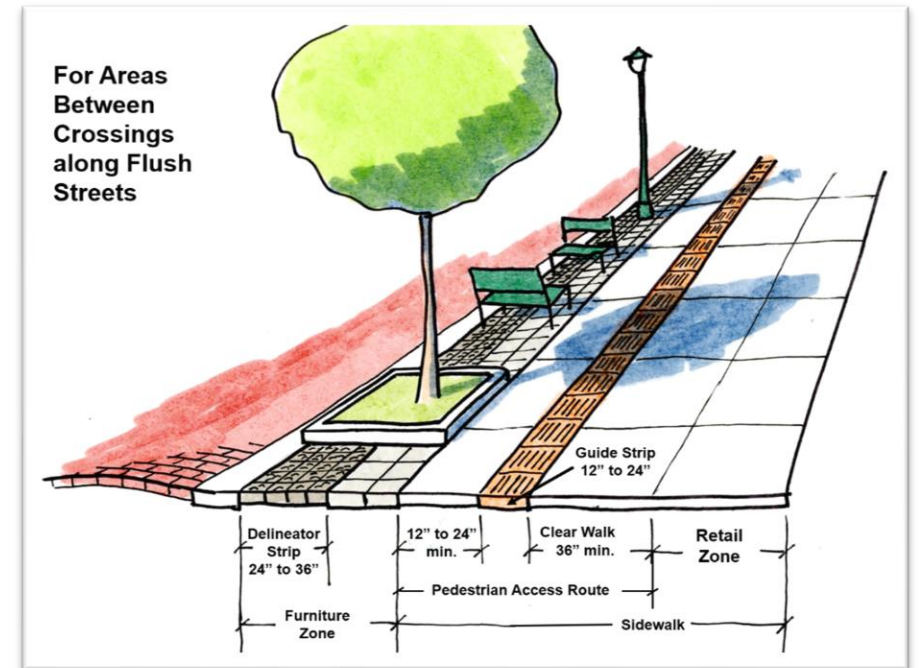 For Areas
Between
Crossings
along Flush
Streets
Guide Strip
12” to 24”
Delineator
Strip
24” to 36”
12” to 24”
min.
Clear Walk
36” min.
Retail
Zone
Pedestrian Access Route
Furniture
Zone
Sidewalk